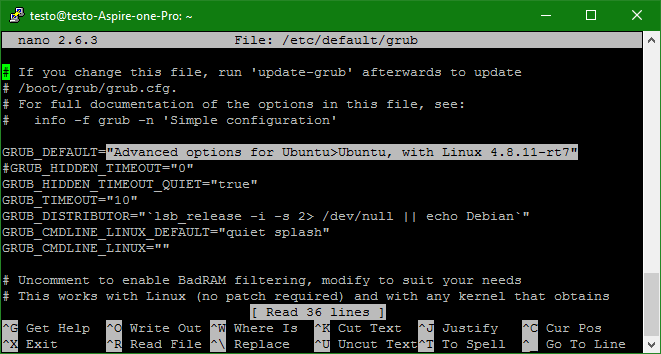 testo@testo-Aspire-one-Pro: ~
nano 2.6.3 File: /etc/default/grub
# If you change this file, run 'update-grub' afterwards to update
# /boot/grub/grub.cfg.
# For full documentation of the options in this file, see:
#   info -f grub -n 'Simple configuration'
GRUB_DEFAULT="Advanced options for Ubuntu>Ubuntu, with Linux 4.8.11-rt7"
#GRUB_HIDDEN_TIMEOUT="0"
GRUB_HIDDEN_TIMEOUT_QUIET="true"
GRUB_TIMEOUT="10"
GRUB_DISTRIBUTOR="`lsb_release -i -s 2> /dev/null || echo Debian`"
GRUB_CMDLINE_LINUX_DEFAULT="quiet splash"
GRUB_CMDLINE_LINUX=""
# Uncomment to enable BadRAM filtering, modify to suit your needs
# This works with Linux (no patch required) and with any kernel that obtains
[ Read 36 lines ]
^G Get Help ^O Write Out ^W Where Is ^K Cut Text ^J Justify ^C Cur Pos
^X Exit ^R Read File ^\ Replace ^U Uncut Text^T To Spell ^_ Go To Line